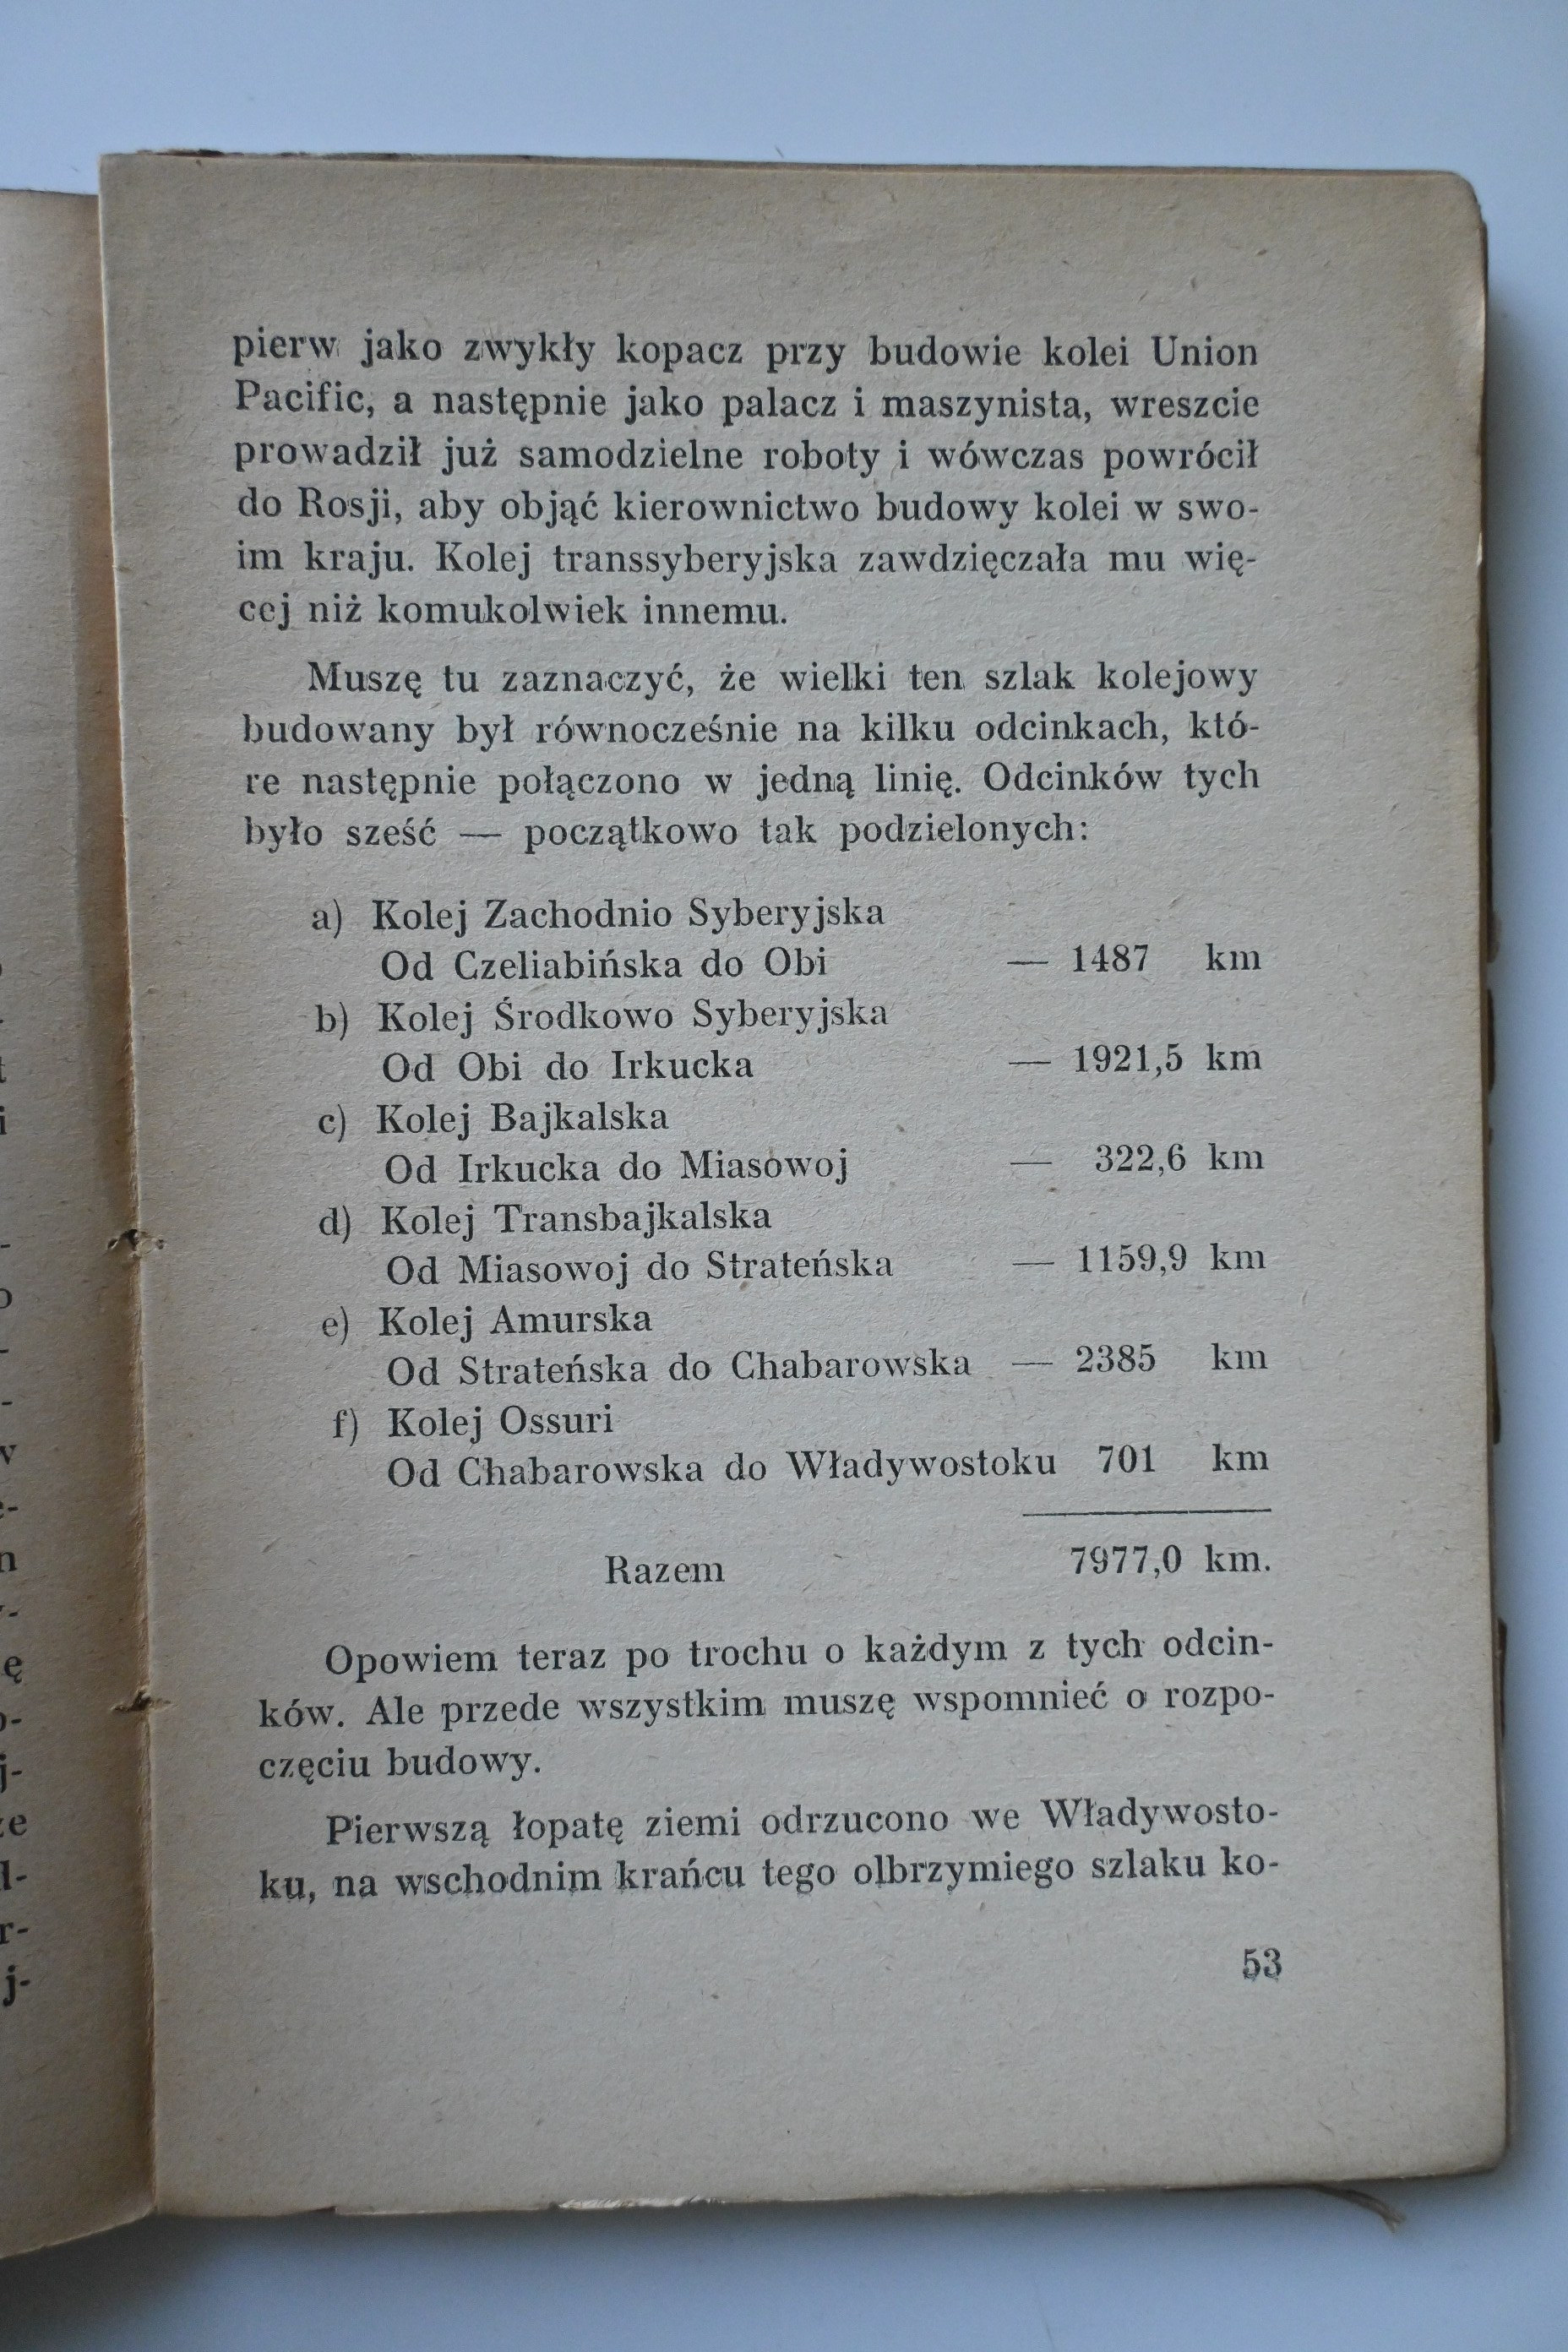 pierw jako zwykły kopacz przy budowie kolei Union
Pacific, a następnie jako palacz i maszynista, wreszcie
prowadził już samodzielne roboty i wówczas powrócił
do Rosji, aby objąć kierownictwo budowy kolei w swo-
im kraju. Kolej transsyberyjska zawdzięczała mu wię-
cej niż komukolwiek innemu.
Muszę tu zaznaczyć, że wielki ten szlak kolejowy
budowany był równocześnie na kilku odcinkach, któ-
re następnie połączono w jedną linię. Odcinków tych
było sześć — początkowo tak podzielonych:
a) Kolej Zachodnio Syberyjska
Od Czeliabińska do Obi — 1487 km
b) Kolej Środkowo Syberyjska
Od Obi do Irkucka — 1921,5 km
c) Kolej Bajkalska
Od Irkucka do Miasowoj — 322,6 km
d) Kolej Transbajkalska
Od Miasowoj do Strateńska — 1159,9 km
e) Kolej Amurska
Od Strateńska do Chabarowska — 2385 km
f) Kolej Ossuri
Od Chabarowska do Władywostoku 701 km
Razem 7977,0 km.
Opowiem teraz po trochu o każdym z tych odcin-
ków. Ale przede wszystkim muszę wspomnieć o rozpo-
częciu budowy.
Pierwszą łopatę ziemi odrzucono we Władywosto-
ku, na wschodnim krańcu tego olbrzymiego szlaku ko-
53